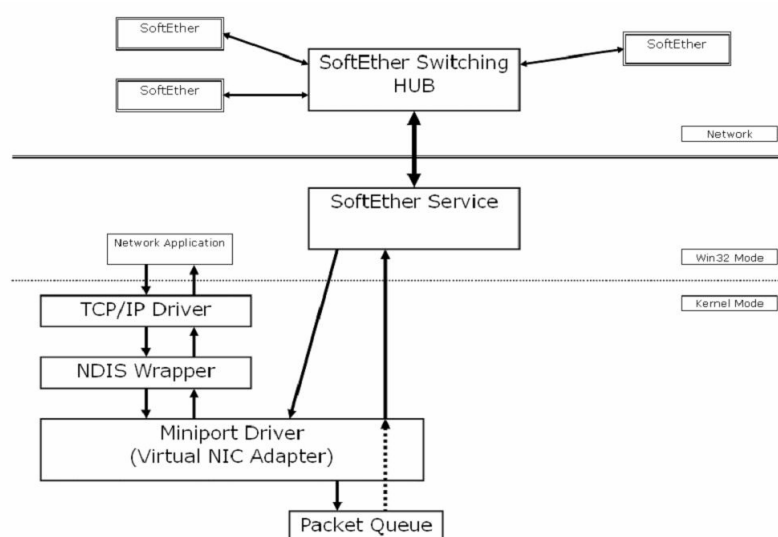 SoftEther
SoftEther Switching
HUB
SoftEther
SoftEther
Network
SoftEther Service
Network Application
Win32 Mode
Kernel Mode
TCP/IP Driver
NDIS Wrapper
Miniport Driver
(Virtual NIC Adapter)
Packet Queue